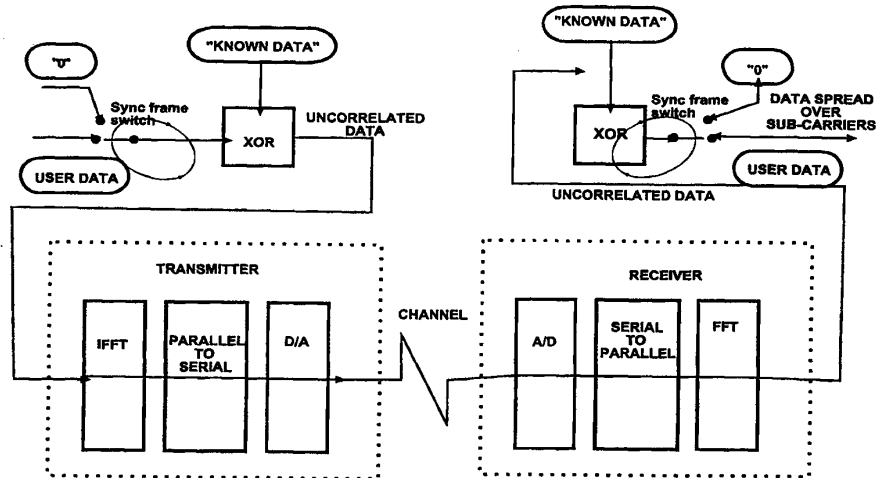 "0"
"KNOWN DATA"
Sync frame
switch
XOR
UNCORRELATED
DATA
USER DATA
"KNOWN DATA"
"0"
Sync frame
switch
XOR
DATA SPREAD
OVER
SUB-CARRIERS
USER DATA
UNCORRELATED DATA
TRANSMITTER
IFFT
PARALLEL
TO
SERIAL
D/A
CHANNEL
RECEIVER
A/D
SERIAL
TO
PARALLEL
FFT